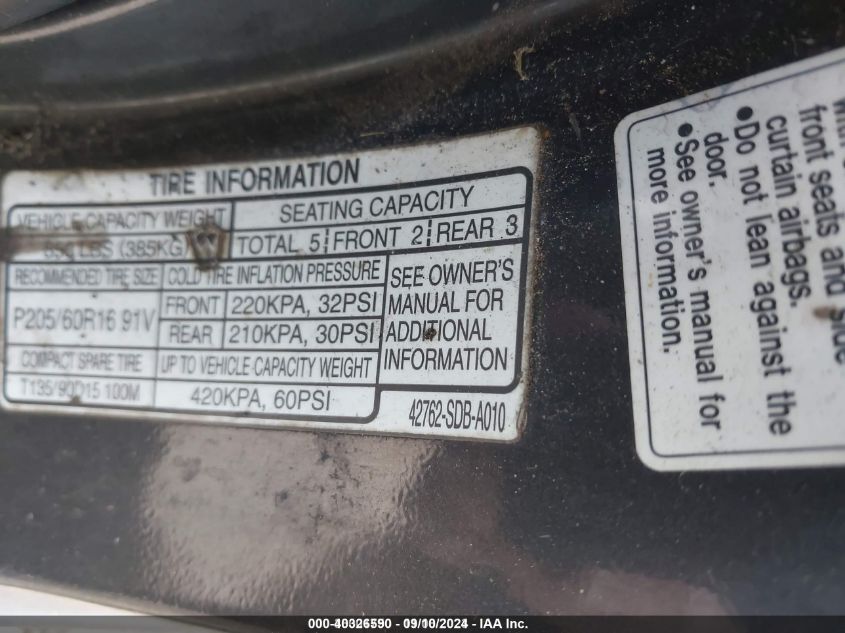 TIRE INFORMATION
VEHICLE CAPACITY WEIGHT
SEATING CAPACITY
LBS (385KG)
TOTAL 5 FRONT 2 REAR 3
RECOMMENDED TIRE SIZE
COLD TIRE INFLATION PRESSURE
P205/60R16 91V
FRONT 220KPA, 32PSI
REAR 210KPA, 30PSI
SEE OWNER'S
MANUAL FOR
ADDITIONAL
INFORMATION
COMPACT SPARE TIRE
UP TO VEHICLE CAPACITY WEIGHT
T135/90D15 100M
420KPA, 60PSI
42762-SDB-A010
front seats and side
curtain airbags.
•Do not lean against the
door.
•See owner's manual for
more information.
000-40326590 - 09/10/2024 - IAA Inc.